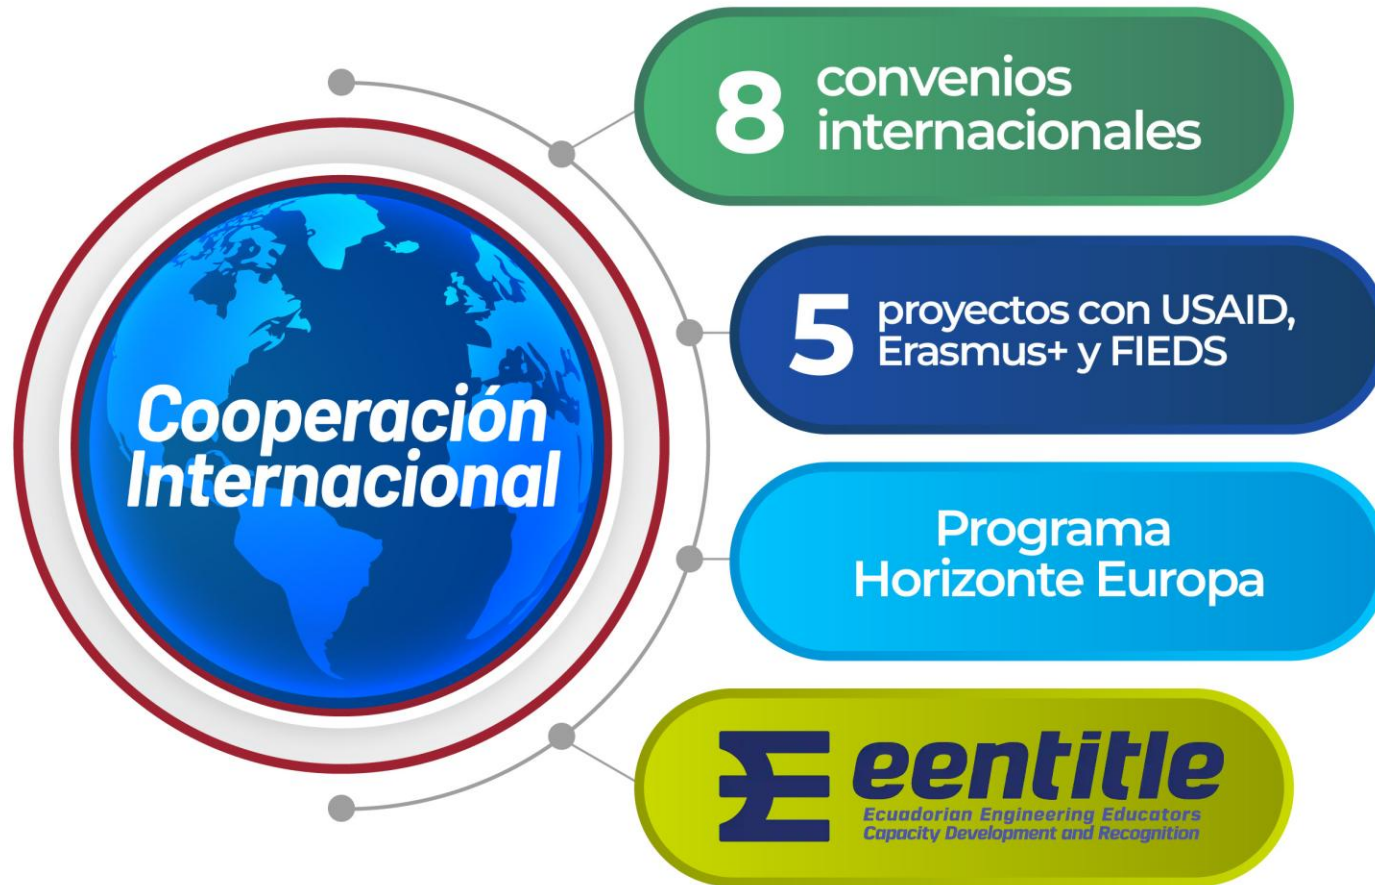 Cooperación
Internacional
8 convenios
internacionales
5 proyectos con USAID,
Erasmus+ y FIEDS
Programa
Horizonte Europa
eentitle
Ecuadorian Engineering Educators
Capacity Development and Recognition